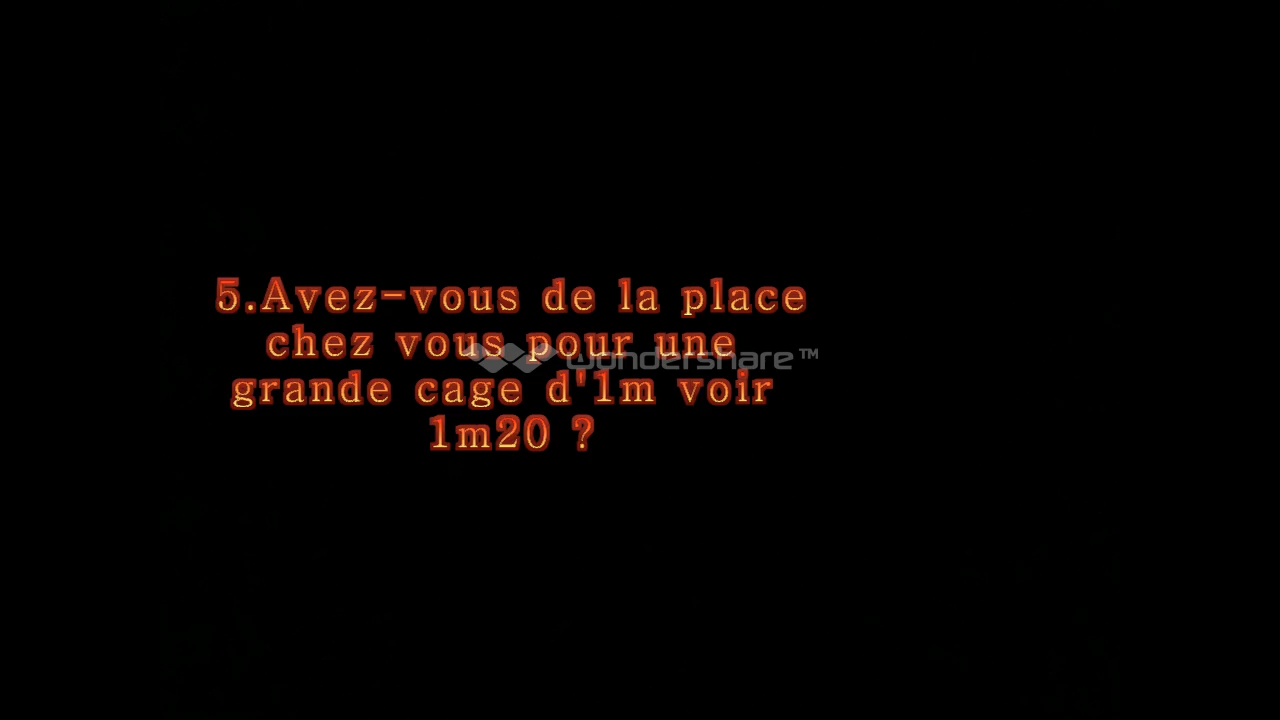 5.Avez-vous de la place
chez vous pour une
wondershare™
grande cage d'1m voir
1m20 ?